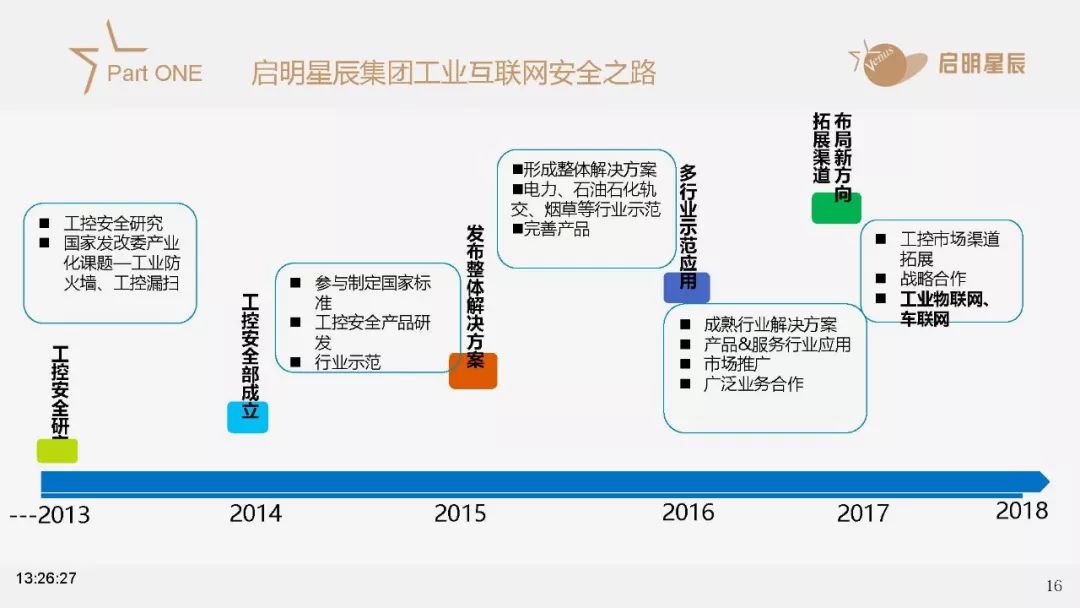 Part ONE
启明星辰集团工业互联网安全之路
Venus
启明星辰
工控安全研究
国家发改委产业
化课题—工业防
火墙、工控漏扫
工控安全研
参与制定国家标
准
工控安全产品研
发
行业示范
工控安全部成立
■形成整体解决方案
■电力、石油石化轨
交、烟草等行业示范
■完善产品
发布整体解决方案
成熟行业解决方案
产品&服务行业应用
市场推广
广泛业务合作
多行业示范应用
布局新方向
拓展渠道
工控市场渠道
拓展
战略合作
工业物联网、
车联网
---2013
2014
2015
2016
2017
2018
13:26:27
16